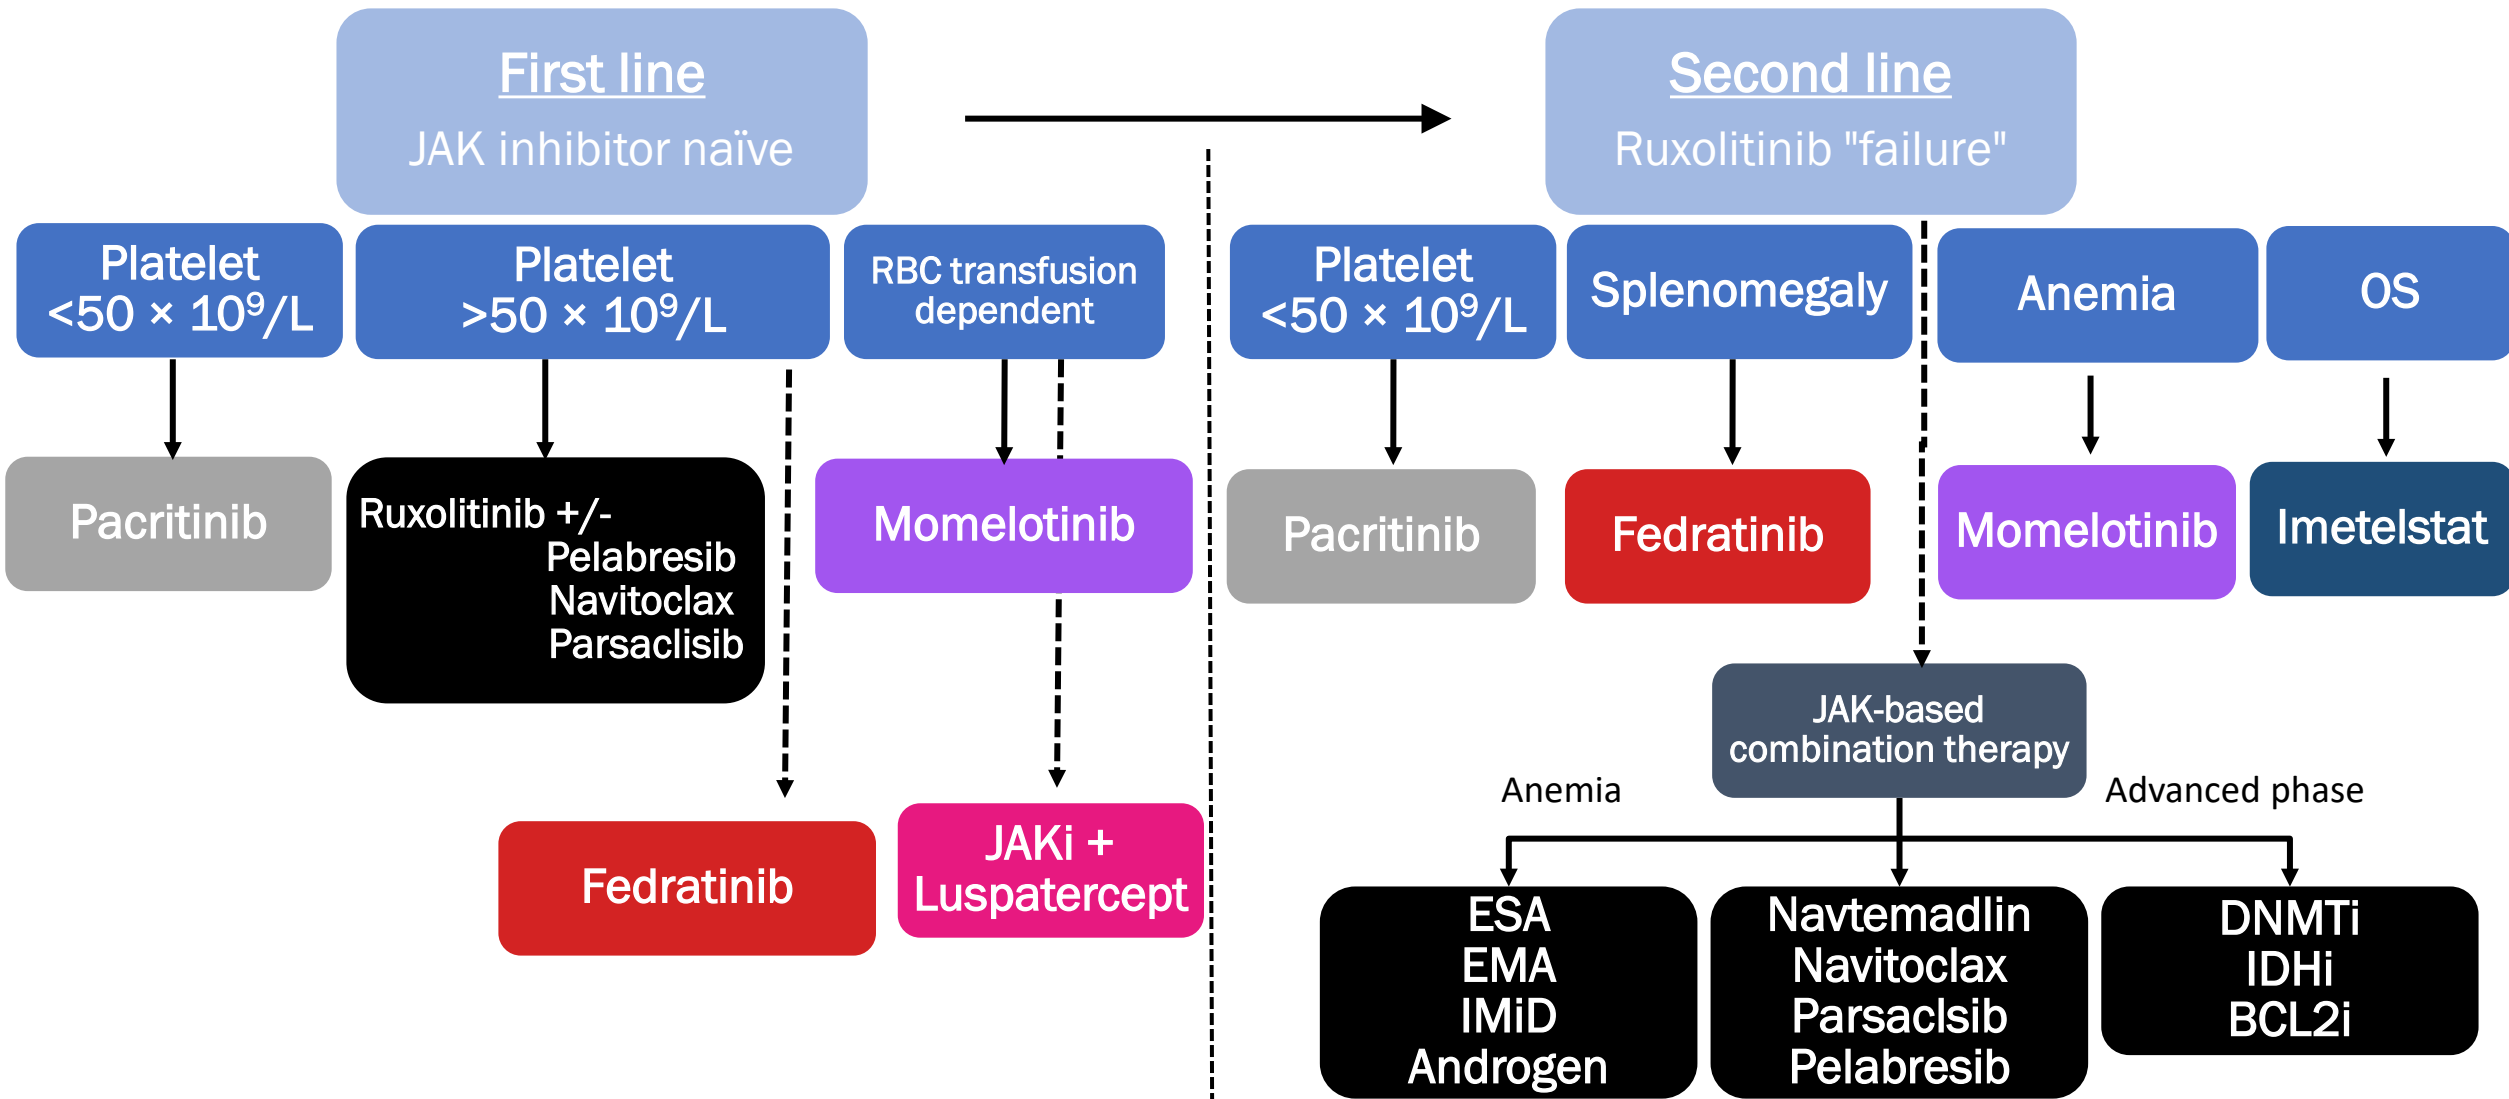 First line
JAK inhibitor naïve
Second line
Ruxolitinib "failure"
Platelet
<50 × 10⁹/L
Platelet
>50 × 10⁹/L
RBC transfusion
dependent
Platelet
<50 × 10⁹/L
Splenomegaly
Anemia
OS
Pacritinib
Ruxolitinib +/-
Pelabresib
Navitoclax
Parsaclisib
Momelotinib
Pacritinib
Fedratinib
Momelotinib
Imetelstat
Fedratinib
JAKi +
Luspatercept
JAK-based
combination therapy
Anemia
Advanced phase
ESA
EMA
IMiD
Androgen
Navtemadlin
Navitoclax
Parsaclsib
Pelabresib
DNMTi
IDHi
BCL2i